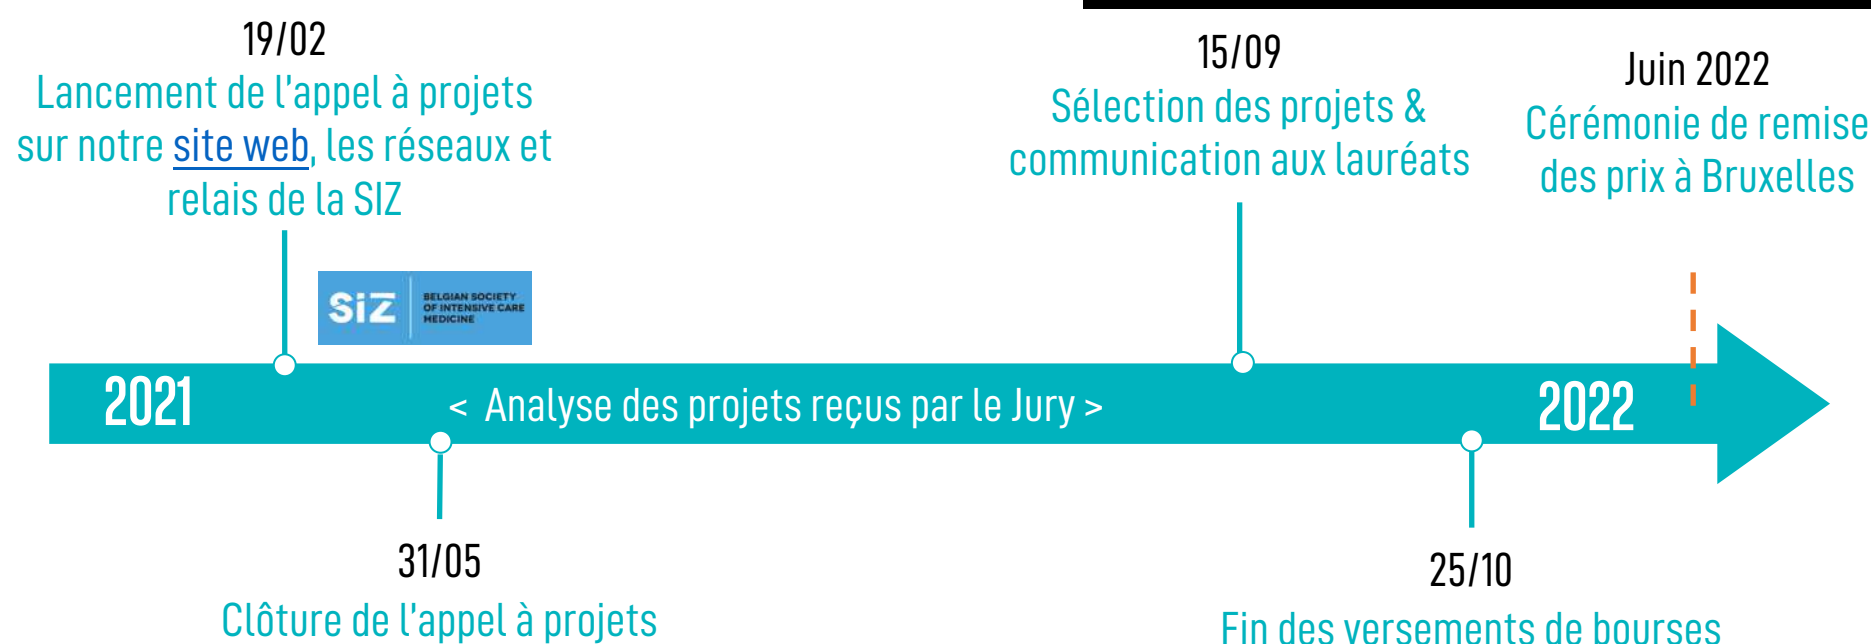 19/02
Lancement de l'appel à projets
sur notre site web, les réseaux et
relais de la SIZ
15/09
Sélection des projets &
communication aux lauréats
Juin 2022
Cérémonie de remise
des prix à Bruxelles
SiZ
BELGIAN SOCIETY
OF INTENSIVE CARE
MEDICINE
2021
< Analyse des projets reçus par le Jury >
2022
31/05
Clôture de l'appel à projets
25/10
Fin des versements de bourses